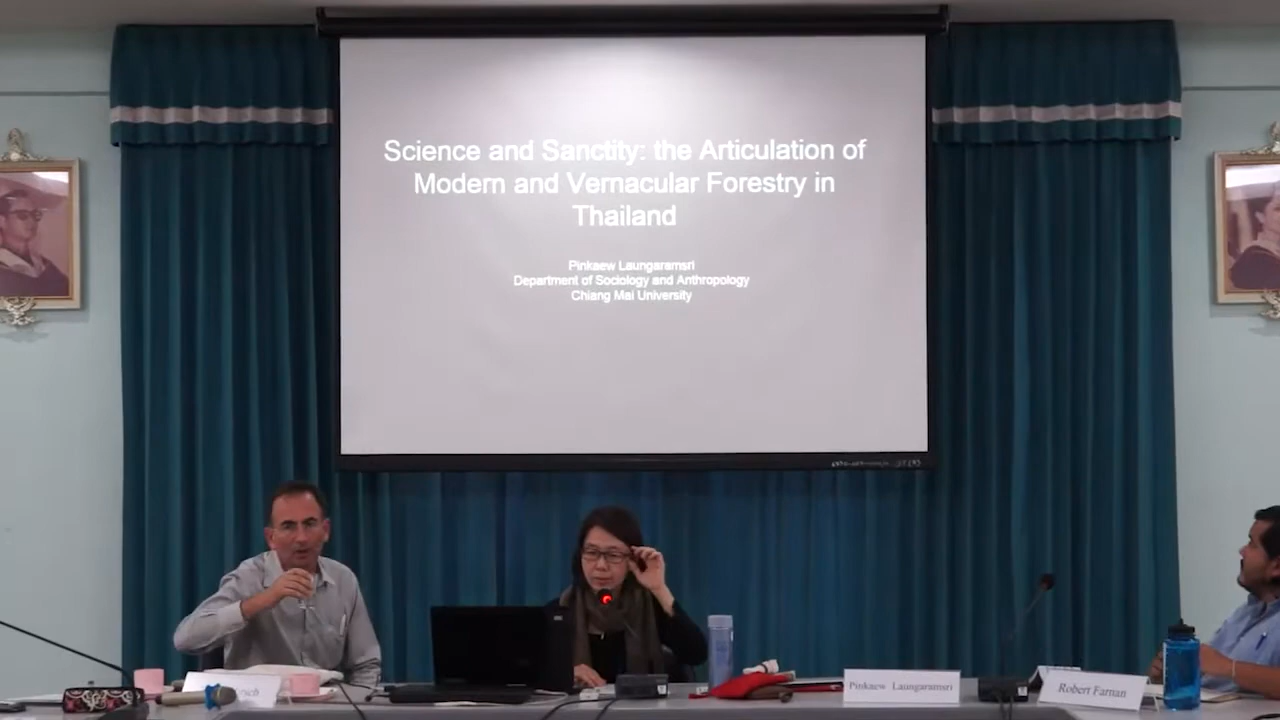 Science and Sanctity: the Articulation of
Modern and Vernacular Forestry in
Thailand
Pinkaew Laungaramsri
Department of Sociology and Anthropology
Chiang Mai University
Pinkaew Laungaramsri
Robert Farnan